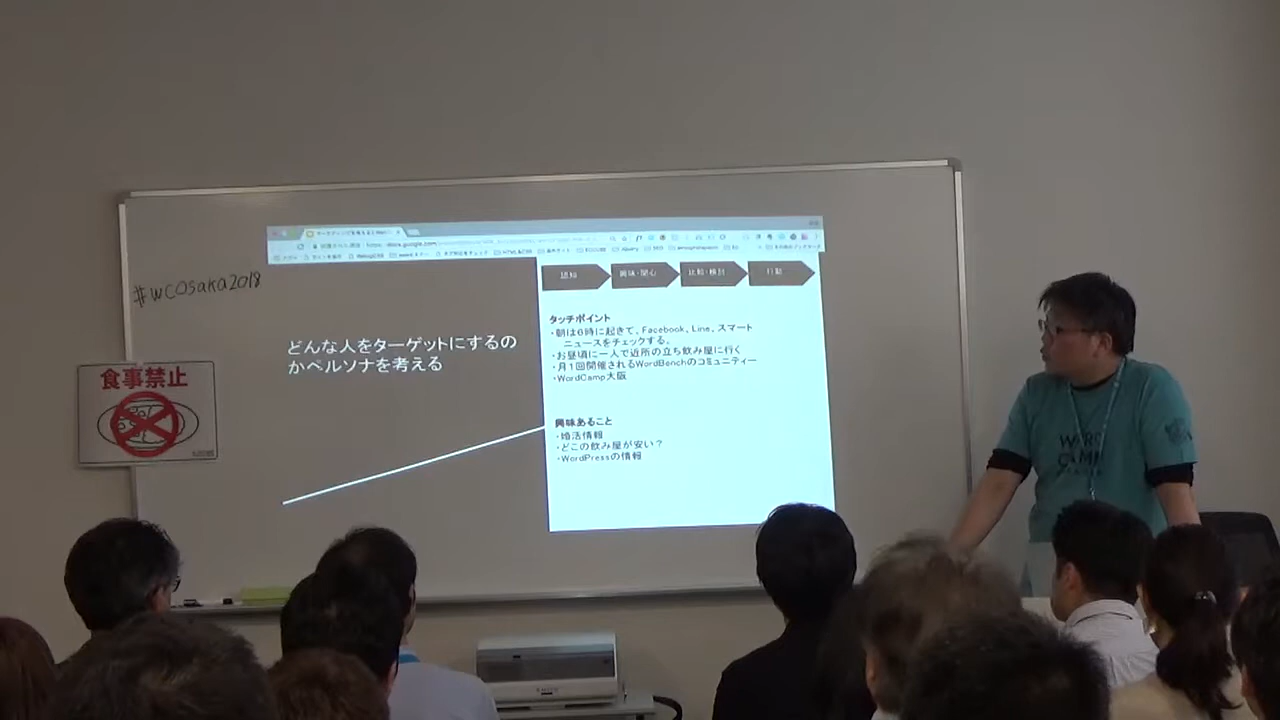 #WCOsaka2018
食事禁止
どんな人をターゲットにするの
かペルソナを考える
認知
興味・関心
比較・検討
行動
タッチポイント
・朝は6時に起きて、Facebook、Line、スマート
ニュースをチェックする。
・お昼頃に一人で近所の立ち飲み屋に行く
・月1回開催されるWordBenchのコミュニティー
・WordCamp大阪
興味あること
・婚活情報
・どこの飲み屋が安い？
・WordPressの情報
WORD
CAMP